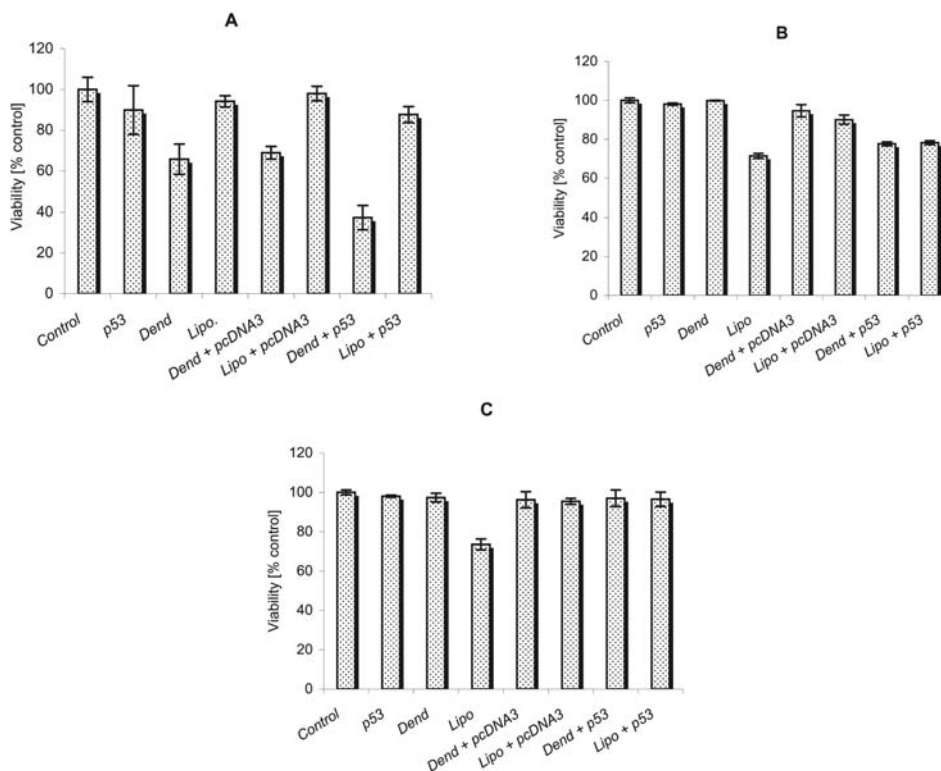 A
Viability [% control]
120
100
80
60
40
20
0
Control
p53
Dend
Lipo.
Dend + pcDNA3
Lipo + pcDNA3
Dend + p53
Lipo + p53
B
Viability [% control]
120
100
80
60
40
20
0
Control
p53
Dend
Lipo
Dend + pcDNA3
Lipo + pcDNA3
Dend + p53
Lipo + p53
C
Viability [% control]
120
100
80
60
40
20
0
Control
p53
Dend
Lipo
Dend + pcDNA3
Lipo + pcDNA3
Dend + p53
Lipo + p53